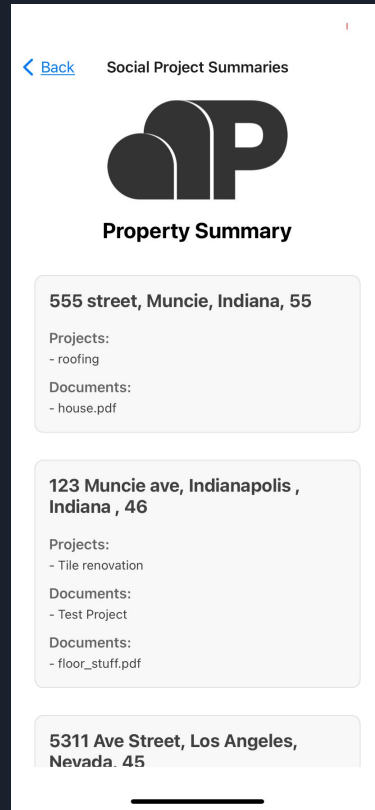 Back
Social Project Summaries
P
Property Summary
555 street, Muncie, Indiana, 55
Projects:
- roofing
Documents:
- house.pdf
123 Muncie ave, Indianapolis ,
Indiana , 46
Projects:
- Tile renovation
Documents:
- Test Project
Documents:
- floor_stuff.pdf
5311 Ave Street, Los Angeles,
Nevada, 45